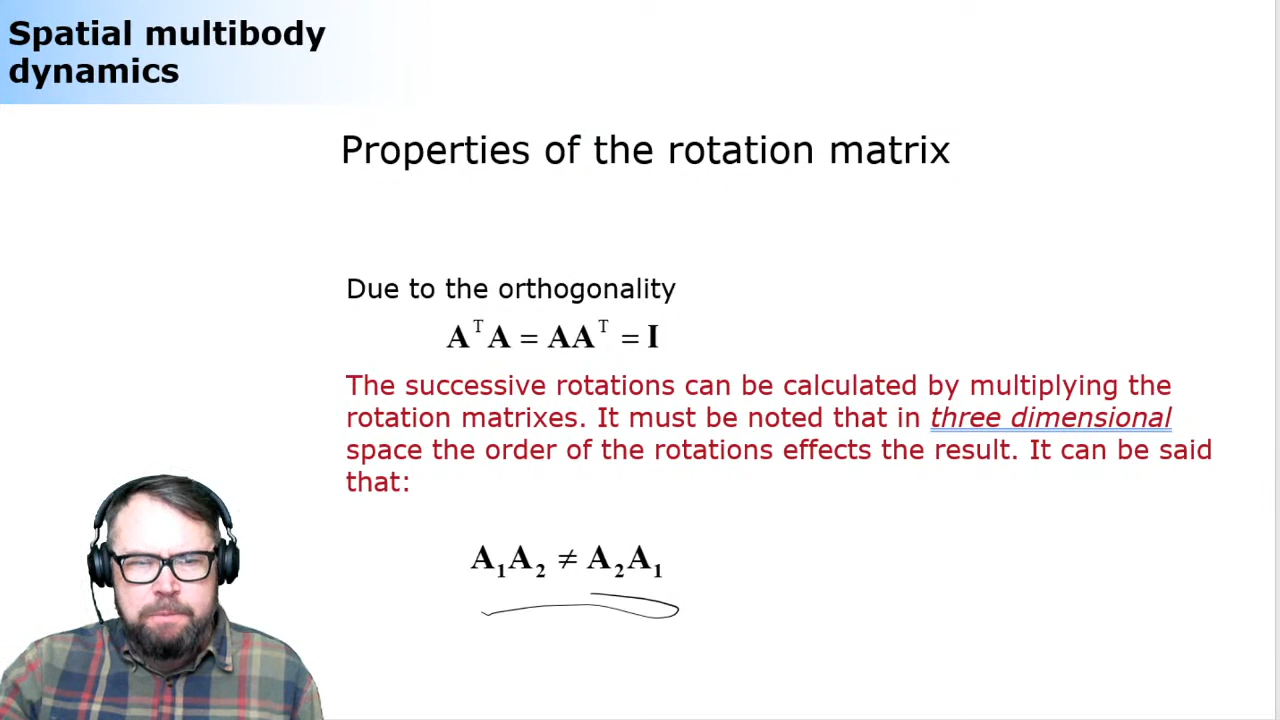 Spatial multibody
dynamics
Properties of the rotation matrix
Due to the orthogonality
AᵀA = AAᵀ = I
The successive rotations can be calculated by multiplying the
rotation matrixes. It must be noted that in three dimensional
space the order of the rotations effects the result. It can be said
that:
A₁A₂ ≠ A₂A₁